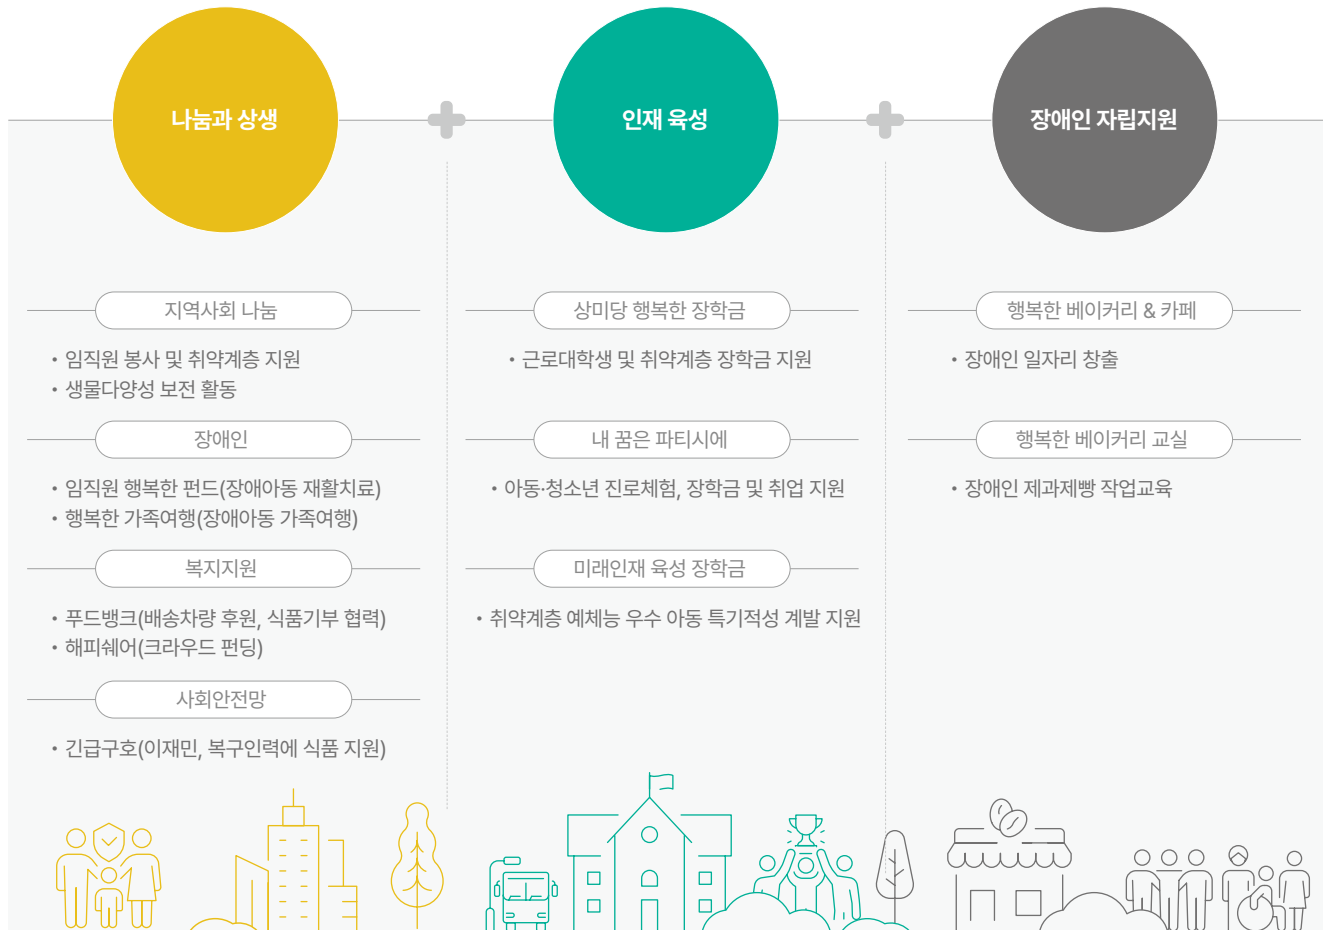 나눔과 상생
인재 육성
장애인 자립지원
지역사회 나눔
• 임직원 봉사 및 취약계층 지원
• 생물다양성 보전 활동
장애인
• 임직원 행복한 펀드(장애아동 재활치료)
• 행복한 가족여행(장애아동 가족여행)
복지지원
• 푸드뱅크(배송차량 후원, 식품기부 협력)
• 해피쉐어(크라우드 펀딩)
사회안전망
• 긴급구호(이재민, 복구인력에 식품 지원)
상미당 행복한 장학금
• 근로대학생 및 취약계층 장학금 지원
내 꿈은 파티시에
• 아동·청소년 진로체험, 장학금 및 취업 지원
미래인재 육성 장학금
• 취약계층 예체능 우수 아동 특기적성 계발 지원
행복한 베이커리 & 카페
• 장애인 일자리 창출
행복한 베이커리 교실
• 장애인 제과제빵 작업교육